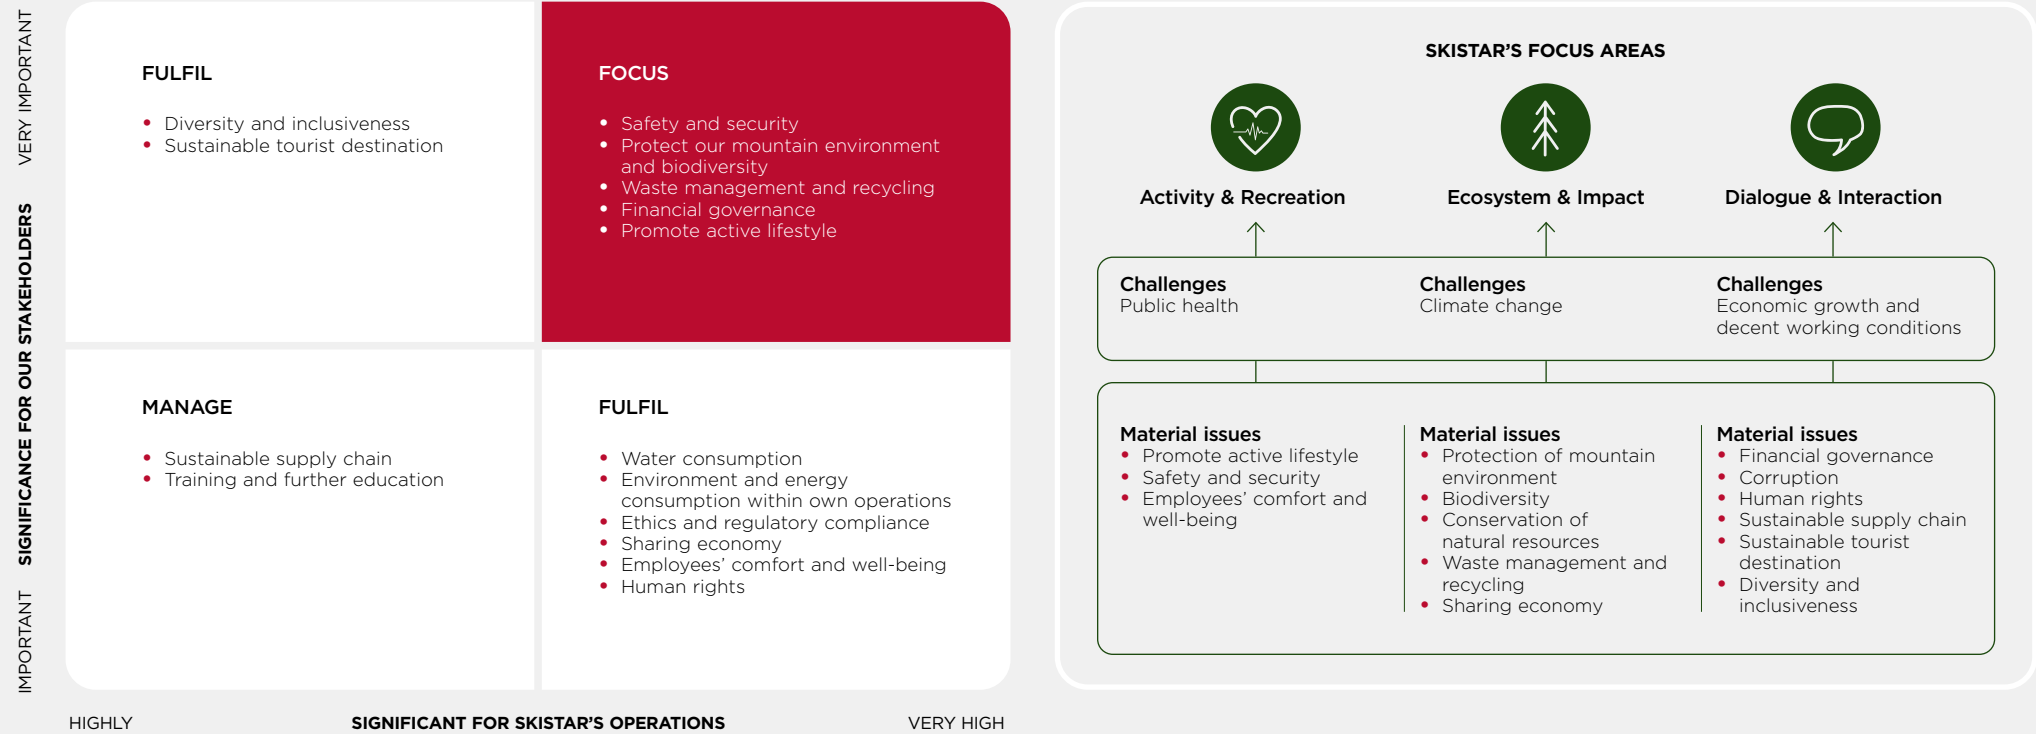 VERY IMPORTANT
SIGNIFICANCE FOR OUR STAKEHOLDERS
IMPORTANT
FULFIL
• Diversity and inclusiveness
• Sustainable tourist destination
FOCUS
• Safety and security
• Protect our mountain environment
and biodiversity
• Waste management and recycling
• Financial governance
• Promote active lifestyle
MANAGE
• Sustainable supply chain
• Training and further education
FULFIL
• Water consumption
• Environment and energy
consumption within own operations
• Ethics and regulatory compliance
• Sharing economy
• Employees’ comfort and well-being
• Human rights
HIGHLY
SIGNIFICANT FOR SKISTAR’S OPERATIONS
VERY HIGH
SKISTAR’S FOCUS AREAS
Activity & Recreation
Ecosystem & Impact
Dialogue & Interaction
Challenges
Public health
Challenges
Climate change
Challenges
Economic growth and
decent working conditions
Material issues
• Promote active lifestyle
• Safety and security
• Employees’ comfort and
well-being
Material issues
• Protection of mountain
environment
• Biodiversity
• Conservation of
natural resources
• Waste management and
recycling
• Sharing economy
Material issues
• Financial governance
• Corruption
• Human rights
• Sustainable supply chain
• Sustainable tourist
destination
• Diversity and
inclusiveness